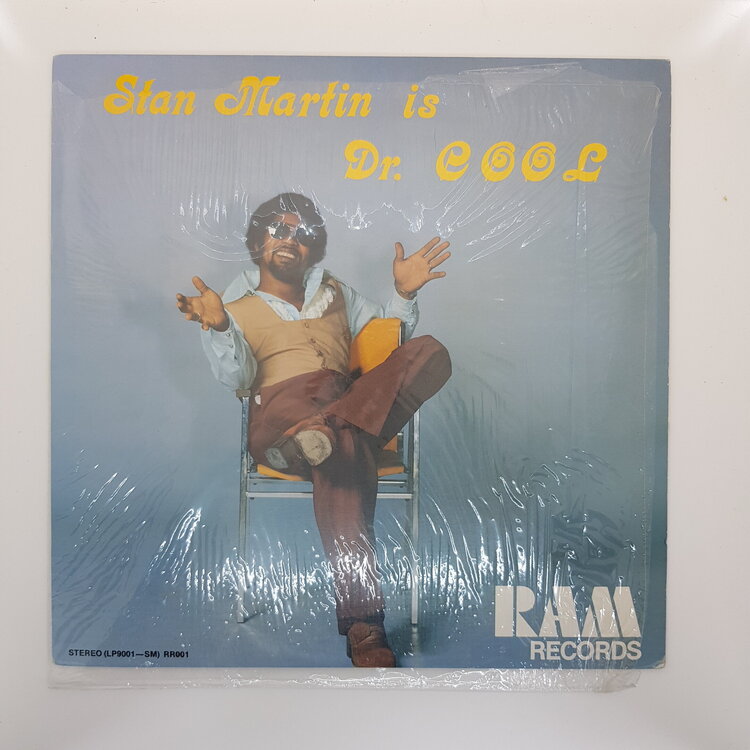 Stan Martin is
Dr. COOL
RAM
RECORDS
STEREO (LP9001—SM) RR001